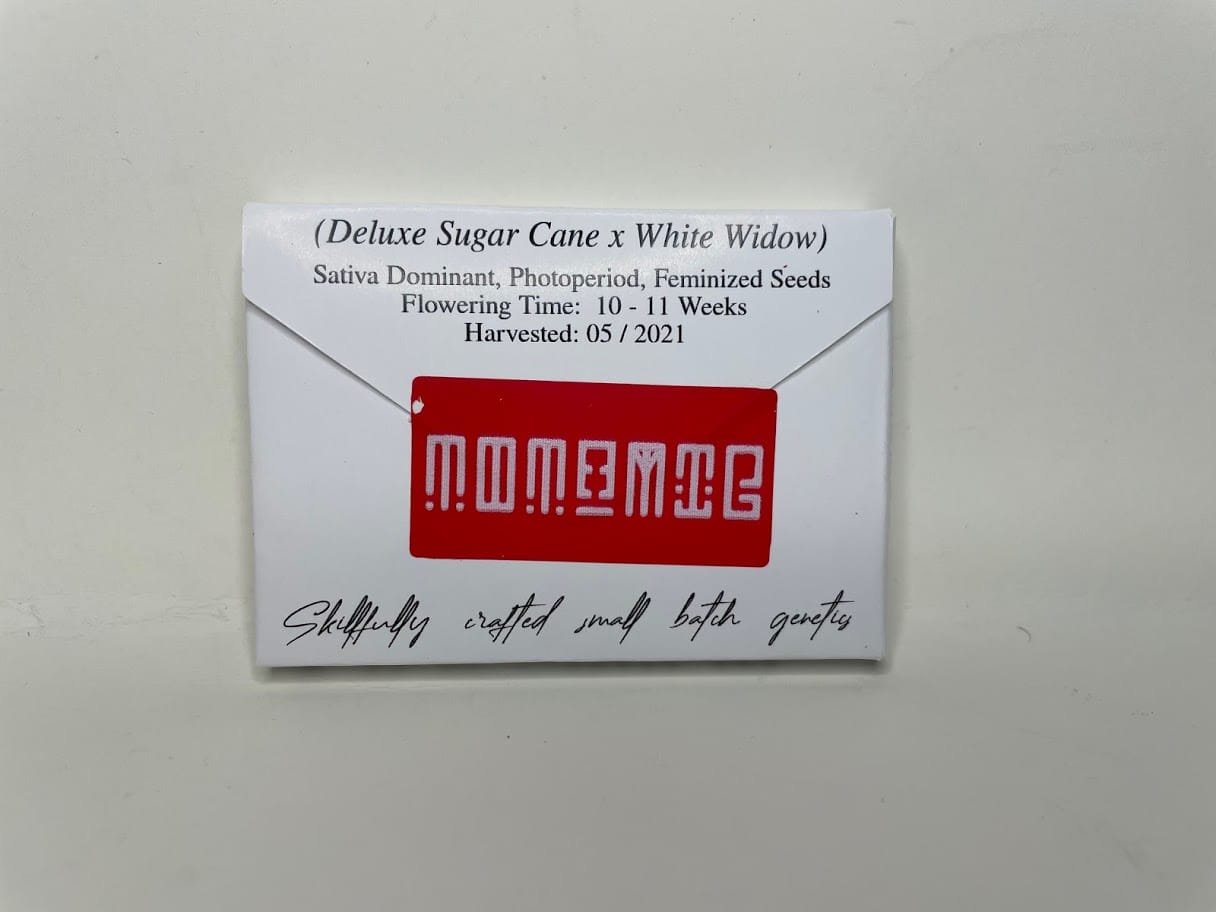 (Deluxe Sugar Cane x White Widow)
Sativa Dominant, Photoperiod, Feminized Seeds
Flowering Time: 10 - 11 Weeks
Harvested: 05 / 2021
Skillfully crafted small batch genetics